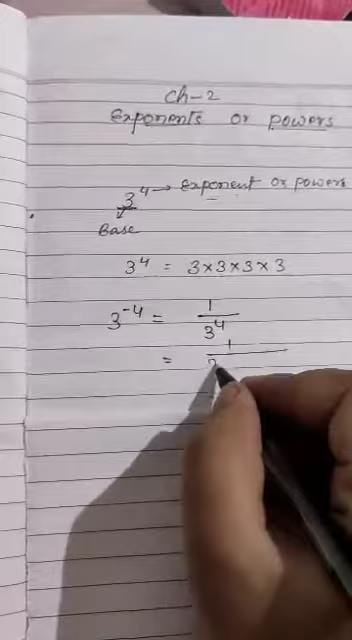 Ch-2
Exponents or powers
3⁴ → Exponent or powers
Base
3⁴ = 3×3×3×3
3⁻⁴ = 1/3⁴
= 1/